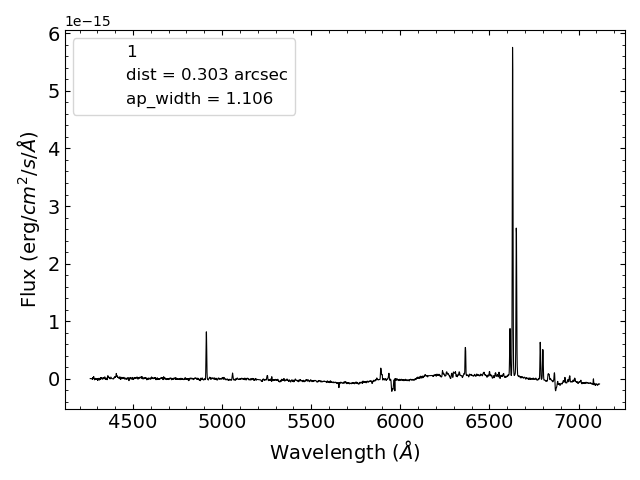 1e−15
1
dist = 0.303 arcsec
ap_width = 1.106
6
5
4
3
2
1
0
Flux (erg/cm²/s/Å)
4500 5000 5500 6000 6500 7000
Wavelength (Å)